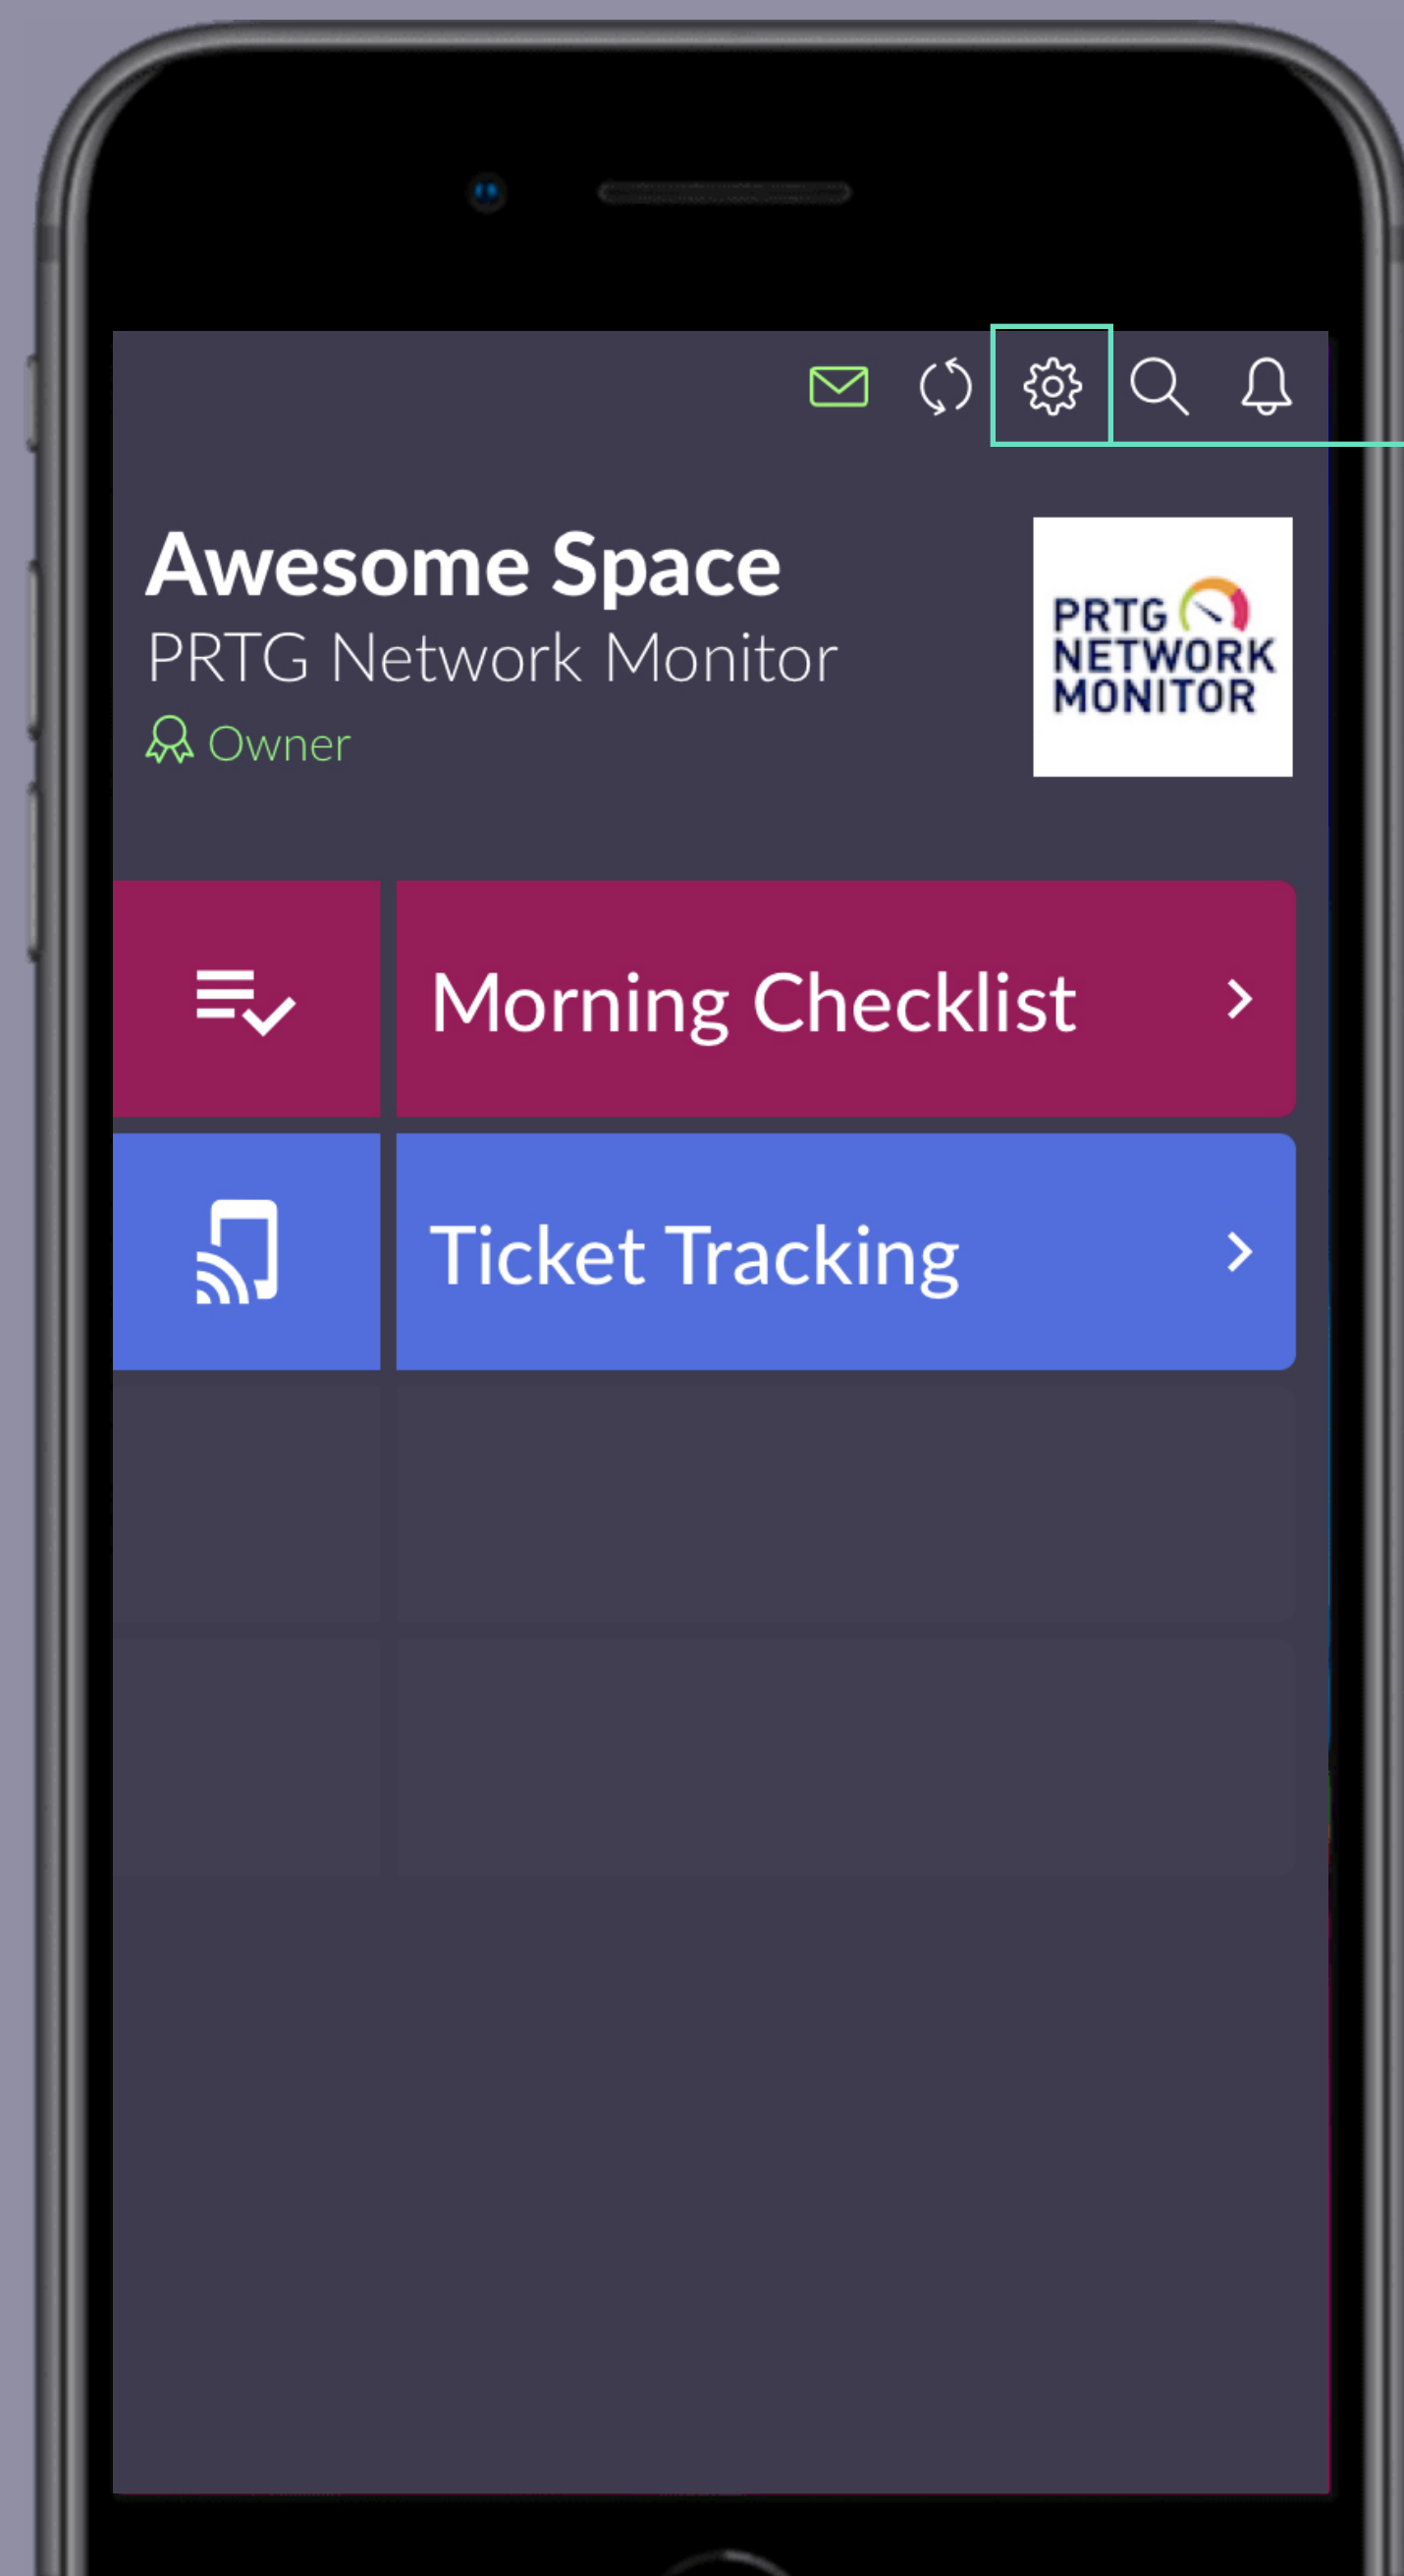 Awesome Space
PRTG Network Monitor
Owner
PRTG
NETWORK
MONITOR
Morning Checklist
Ticket Tracking